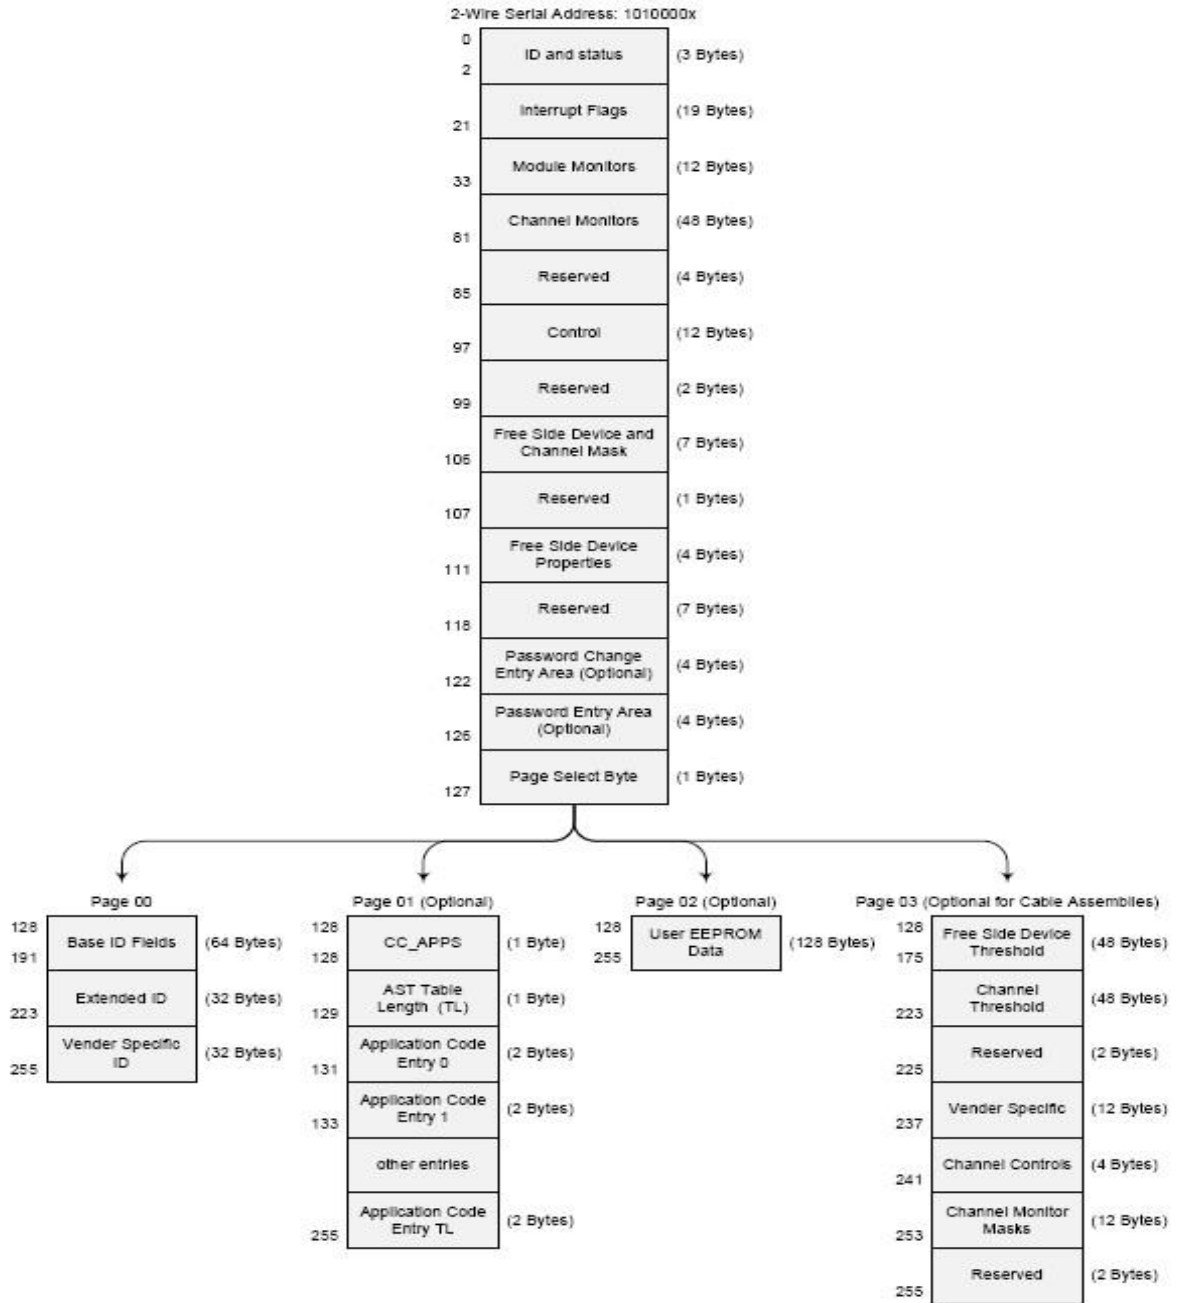 2-Wire Serial Address: 1010000x
0
ID and status (3 Bytes)
2
Interrupt Flags (19 Bytes)
21
Module Monitors (12 Bytes)
33
Channel Monitors (48 Bytes)
81
Reserved (4 Bytes)
85
Control (12 Bytes)
97
Reserved (2 Bytes)
99
Free Side Device and
Channel Mask
(7 Bytes)
106
Reserved (1 Bytes)
107
Free Side Device
Properties
(4 Bytes)
111
Reserved (7 Bytes)
118
Password Change
Entry Area (Optional)
(4 Bytes)
122
Password Entry Area
(Optional)
(4 Bytes)
126
Page Select Byte (1 Bytes)
127
Page 00
128
Base ID Fields (64 Bytes)
191
Extended ID (32 Bytes)
223
Vender Specific
ID
(32 Bytes)
255
Page 01 (Optional)
128
CC_APPS (1 Byte)
128
AST Table
Length (TL)
(1 Byte)
129
Application Code
Entry 0
(2 Bytes)
131
Application Code
Entry 1
(2 Bytes)
133
other entries
Application Code
Entry TL
(2 Bytes)
255
Page 02 (Optional)
128
User EEPROM
Data
(128 Bytes)
255
Page 03 (Optional for Cable Assemblies)
128
Free Side Device
Threshold
(48 Bytes)
175
Channel
Threshold
(48 Bytes)
223
Reserved (2 Bytes)
225
Vender Specific (12 Bytes)
237
Channel Controls (4 Bytes)
241
Channel Monitor
Masks
(12 Bytes)
253
Reserved (2 Bytes)
255